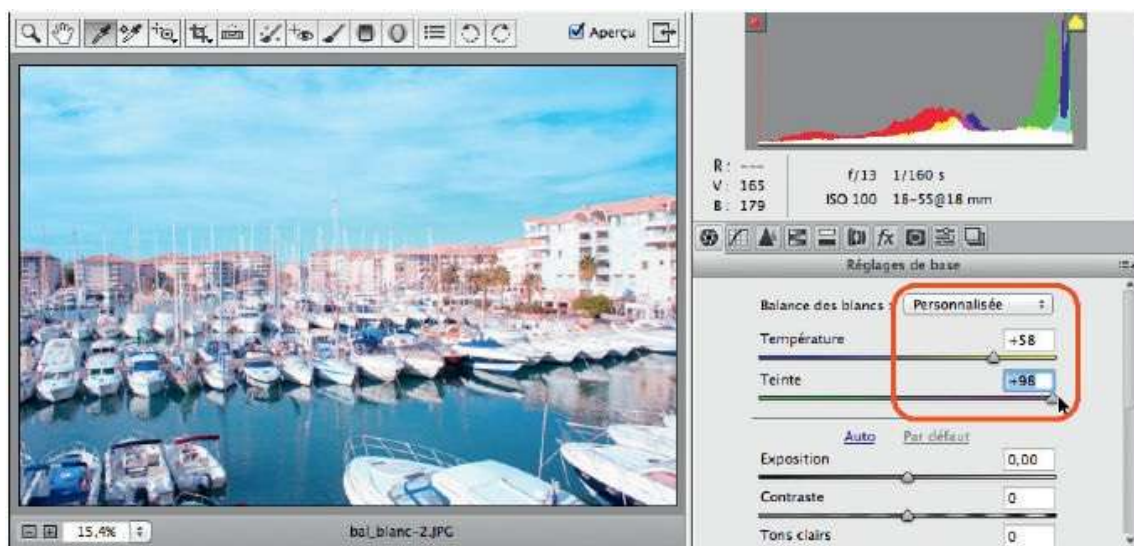 Aperçu
R : ---
V : 165
B : 179
f/13 1/160 s
ISO 100 18-55@18 mm
fx
Réglages de base
Balance des blancs : Personnalisée
Température +58
Teinte +98
Auto Par défaut
Exposition 0,00
Contraste 0
Tons clairs 0
15,4% bal_blanc-2.JPG